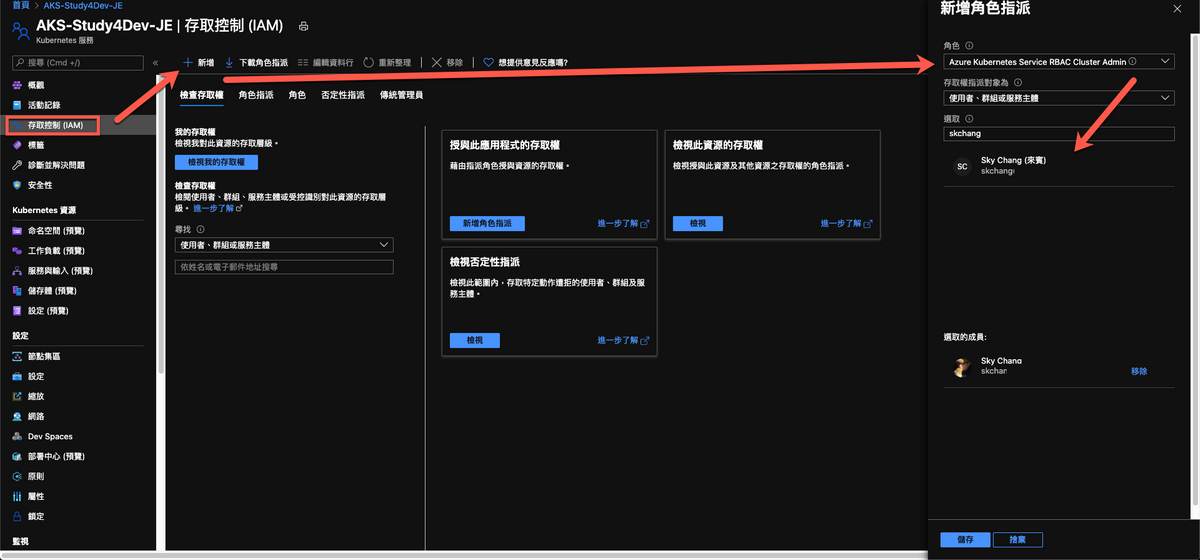 首頁 > AKS-Study4Dev-JE
AKS-Study4Dev-JE | 存取控制 (IAM)
Kubernetes 服務
搜尋 (Cmd +/)
概觀
活動記錄
存取控制 (IAM)
標籤
診斷並解決問題
安全性
Kubernetes 資源
命名空間 (預覽)
工作負載 (預覽)
服務與輸入 (預覽)
儲存體 (預覽)
設定 (預覽)
設定
節點集區
設定
縮放
網路
Dev Spaces
部署中心 (預覽)
原則
屬性
鎖定
監視
新增 下載角色指派 編輯資料行 重新整理 移除 想提供意見反應嗎?
檢查存取權 角色指派 角色 否定性指派 傳統管理員
我的存取權
檢視我對此資源的存取層級。
檢視我的存取權
檢查存取權
檢閱使用者、群組、服務主體或受控識別對此資源的存取層
級。 進一步了解
尋找
使用者、群組或服務主體
依姓名或電子郵件地址搜尋
授與此應用程式的存取權
藉由指派角色授與資源的存取權。
新增角色指派 進一步了解
檢視此資源的存取權
檢視授與此資源及其他資源之存取權的角色指派。
檢視 進一步了解
檢視否定性指派
檢視此範圍內,存取特定動作遭拒的使用者、群組及服
務主體。
檢視 進一步了解
新增角色指派
角色
Azure Kubernetes Service RBAC Cluster Admin
存取權指派對象為
使用者、群組或服務主體
選取
skchang
SC
Sky Chang (來賓)
skchang
選取的成員:
Sky Chang
skchan
移除
儲存 捨棄